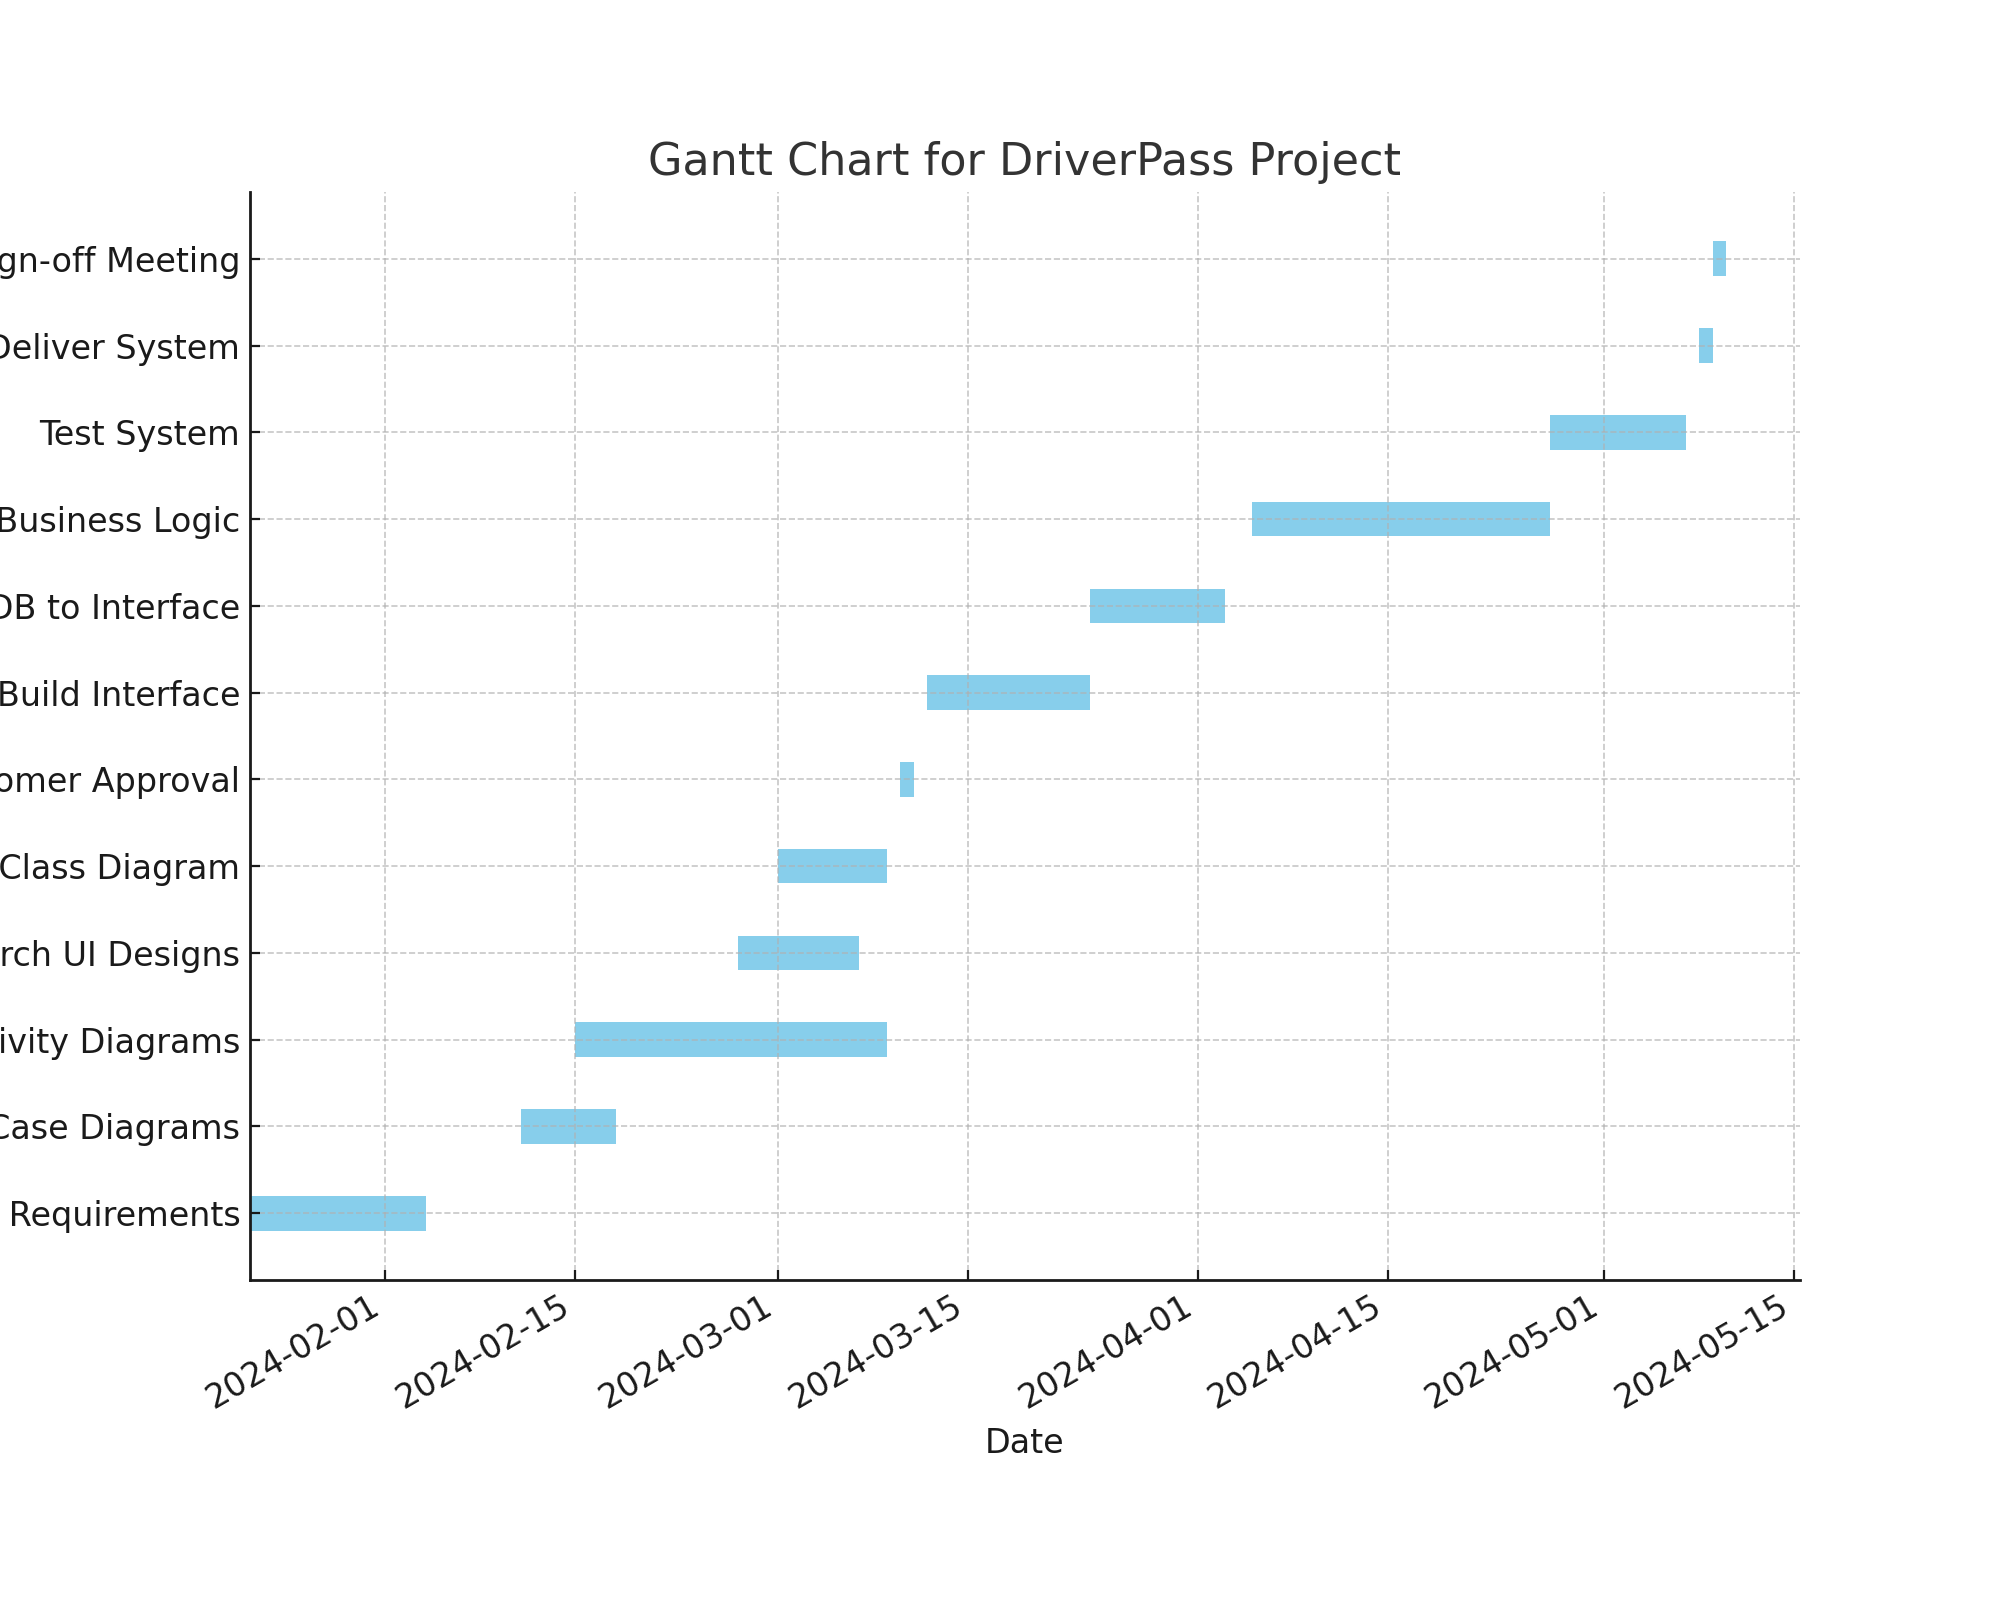 Gantt Chart for DriverPass Project
gn-off Meeting
Deliver System
Test System
Business Logic
DB to Interface
Build Interface
omer Approval
Class Diagram
rch UI Designs
ivity Diagrams
Case Diagrams
Requirements
2024-02-01
2024-02-15
2024-03-01
2024-03-15
2024-04-01
2024-04-15
2024-05-01
2024-05-15
Date